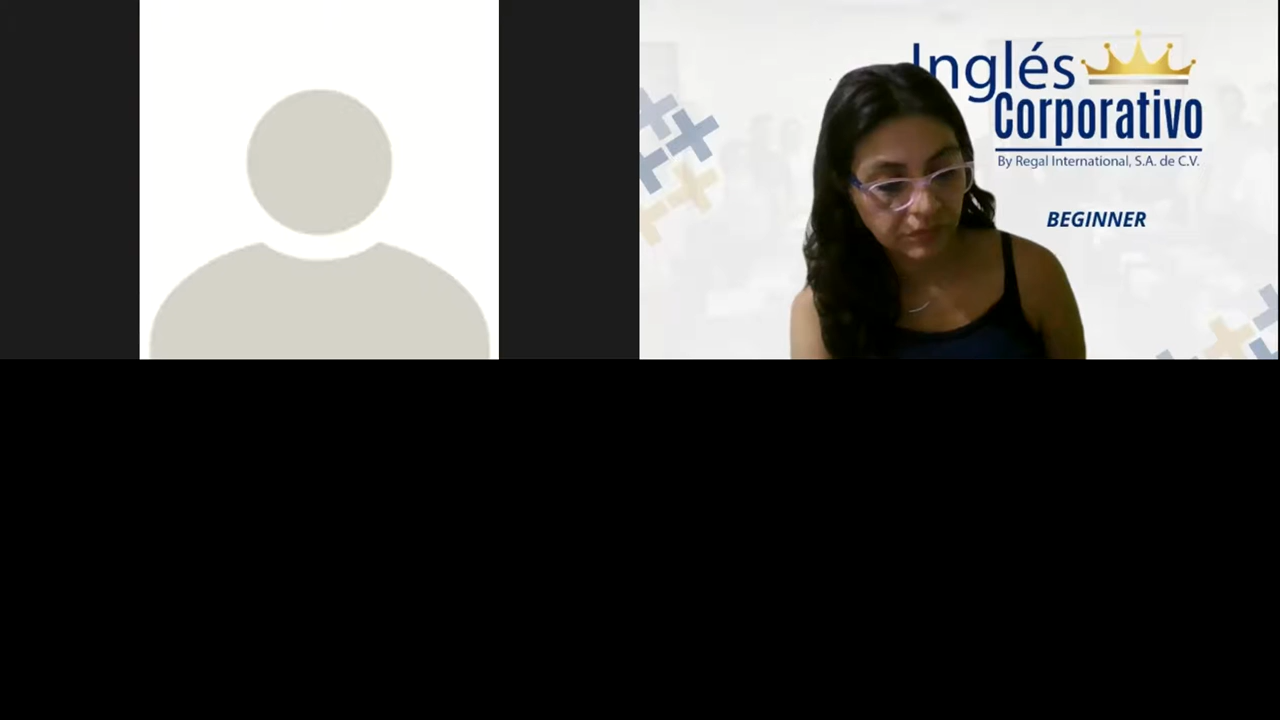 Inglés
Corporativo
By Regal International, S.A. de C.V.
BEGINNER